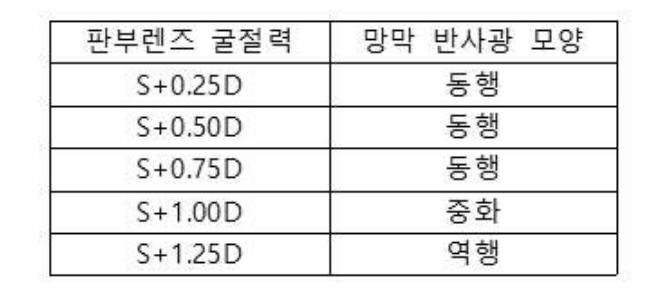 판부렌즈 굴절력 망막 반사광 모양
S+0.25D 동행
S+0.50D 동행
S+0.75D 동행
S+1.00D 중화
S+1.25D 역행